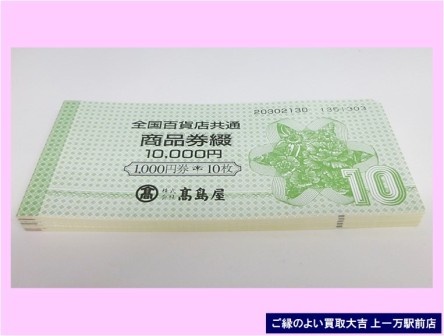 20302130 1351303
全国百貨店共通
商品券綴
10,000円
1,000円券＊10枚
株式会社 髙島屋
10
ご縁のよい買取大吉 上一万駅前店